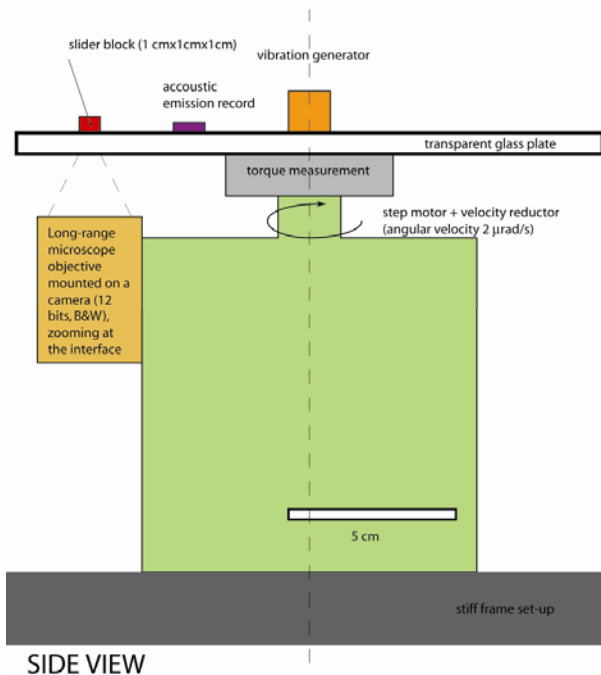 slider block (1 cmx1cmx1cm)
vibration generator
accoustic
emission record
transparent glass plate
torque measurement
step motor + velocity reductor
(angular velocity 2 μrad/s)
Long-range
microscope
objective
mounted on a
camera (12
bits, B&W),
zooming at
the interface
5 cm
stiff frame set-up
SIDE VIEW